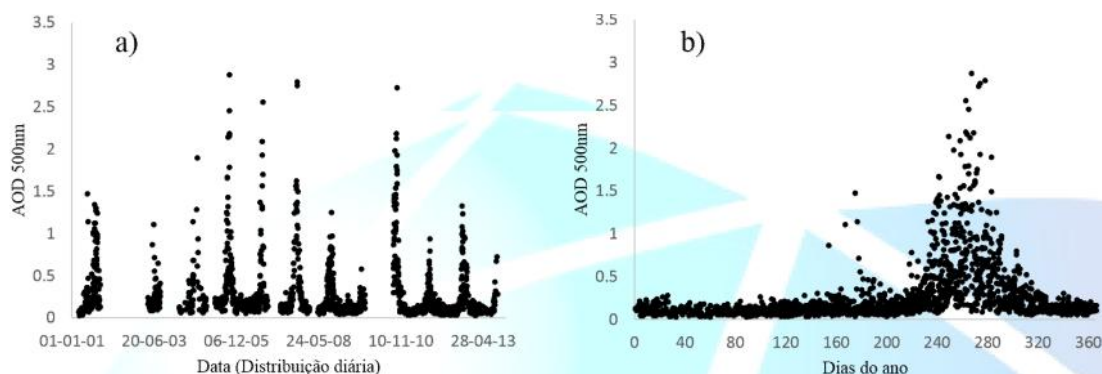 a)
3.5
3
2.5
2
1.5
1
0.5
0
AOD 500nm
01-01-01 20-06-03 06-12-05 24-05-08 10-11-10 28-04-13
Data (Distribuição diária)
b)
3.5
3
2.5
2
1.5
1
0.5
0
AOD 500nm
0 40 80 120 160 200 240 280 320 360
Dias do ano